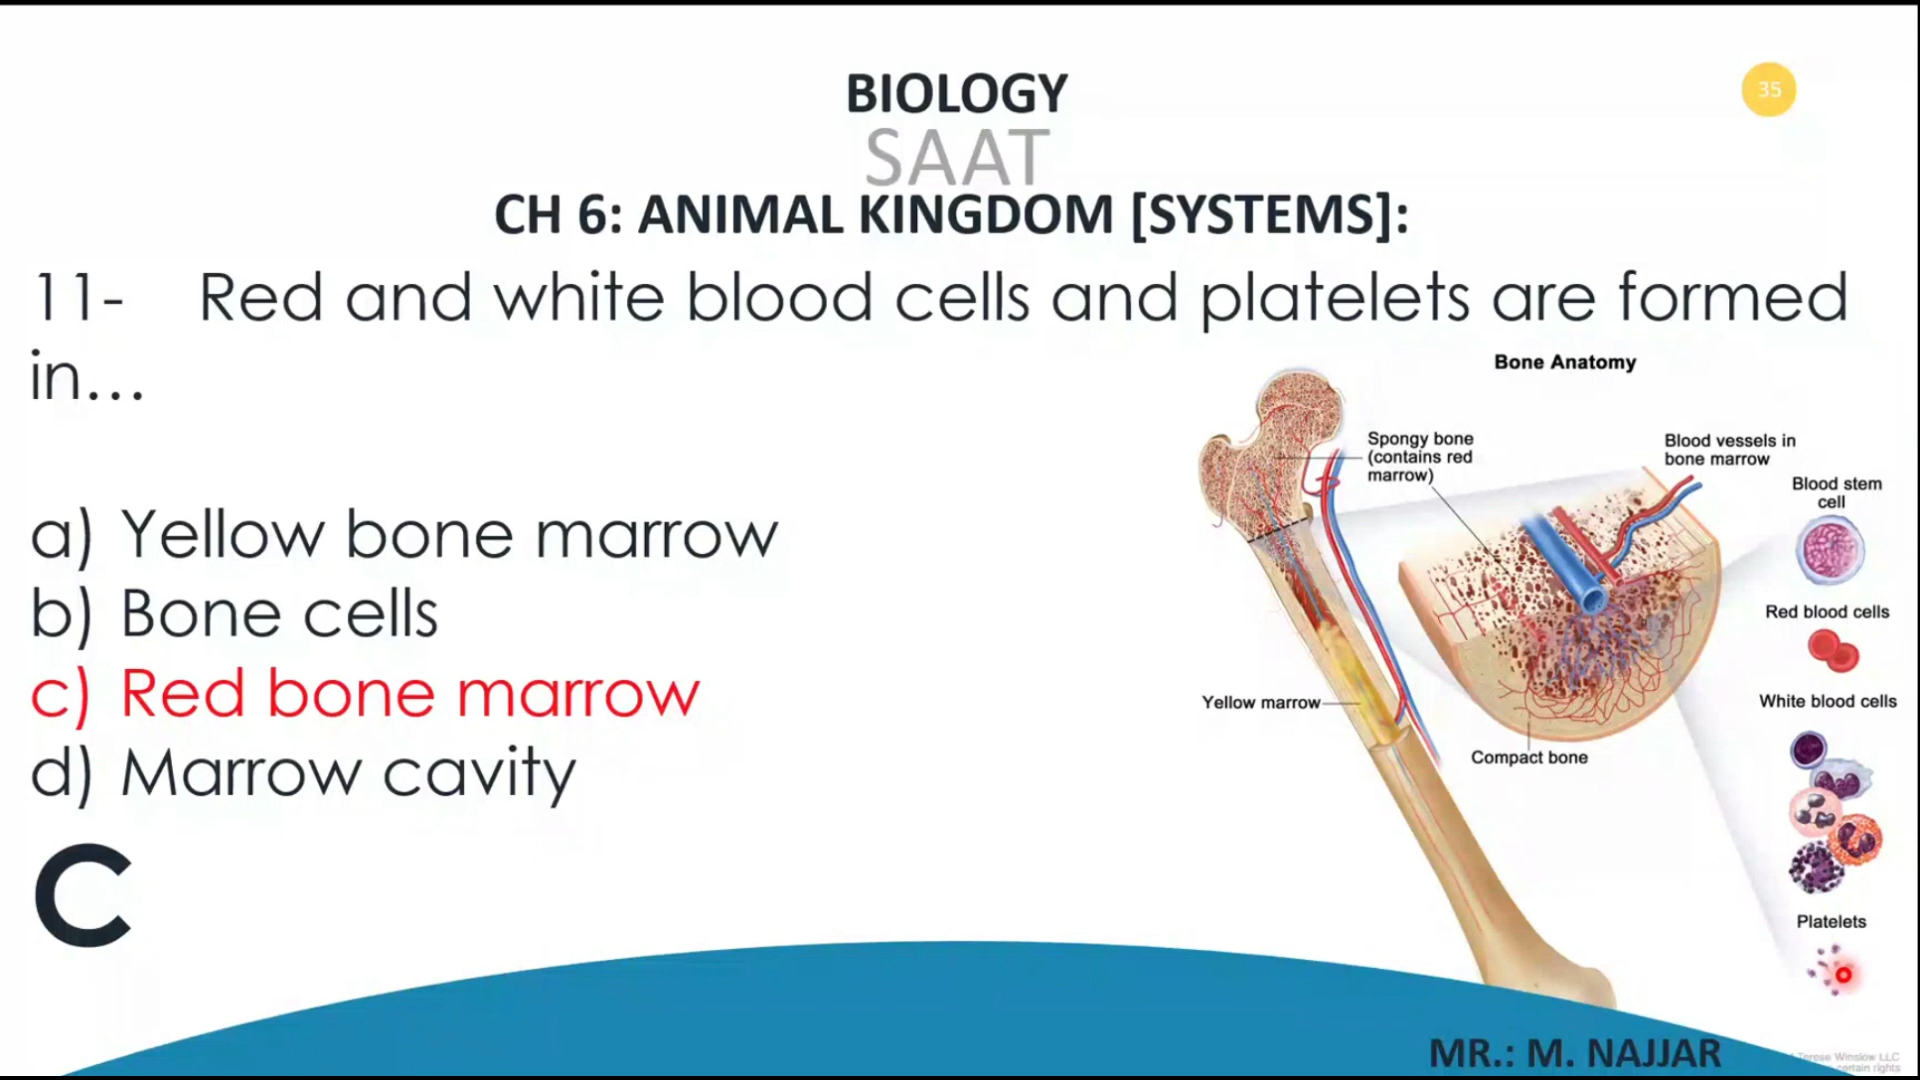 BIOLOGY
35
SAAT
CH 6: ANIMAL KINGDOM [SYSTEMS]:
11- Red and white blood cells and platelets are formed
in...
a) Yellow bone marrow
b) Bone cells
c) Red bone marrow
d) Marrow cavity
C
Bone Anatomy
Spongy bone
(contains red
marrow)
Blood vessels in
bone marrow
Blood stem
cell
Red blood cells
White blood cells
Yellow marrow
Compact bone
Platelets
MR.: M. NAJJAR
Terese Winslow LLC
certain rights